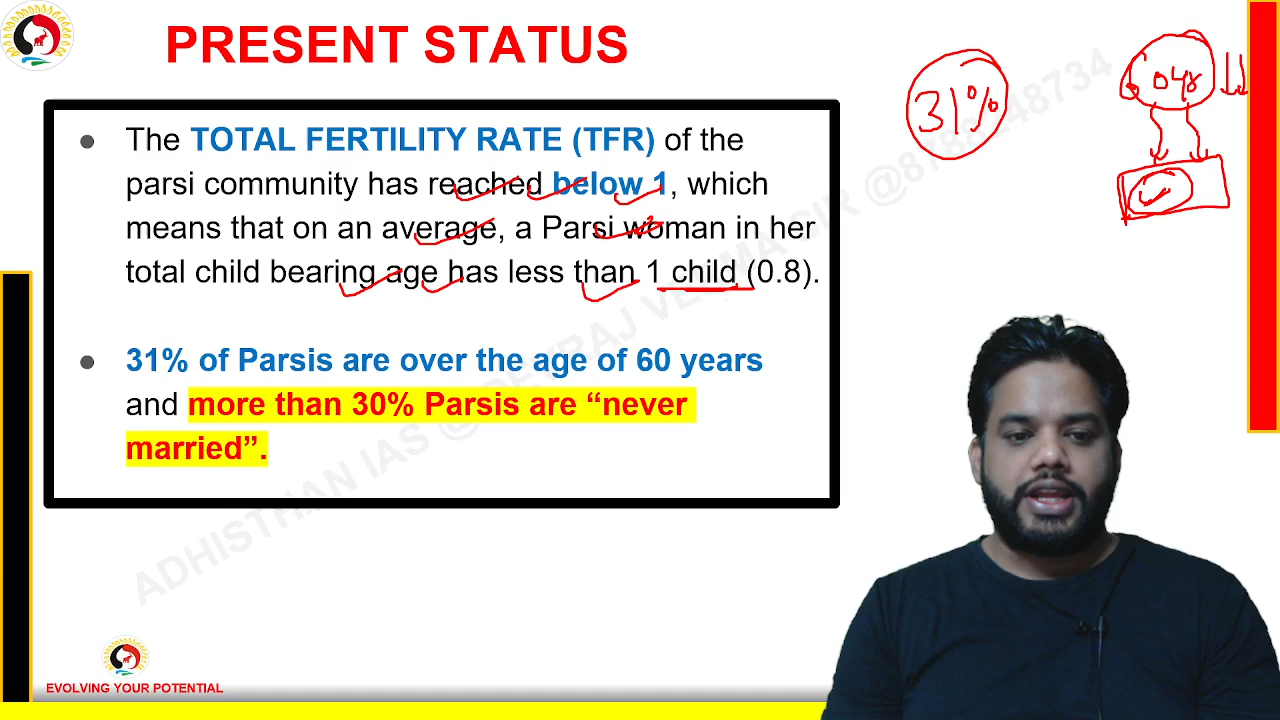 PRESENT STATUS
31%
● The TOTAL FERTILITY RATE (TFR) of the
parsi community has reached below 1, which
means that on an average, a Parsi woman in her
total child bearing age has less than 1 child (0.8).
● 31% of Parsis are over the age of 60 years
and more than 30% Parsis are “never
married”.
EVOLVING YOUR POTENTIAL